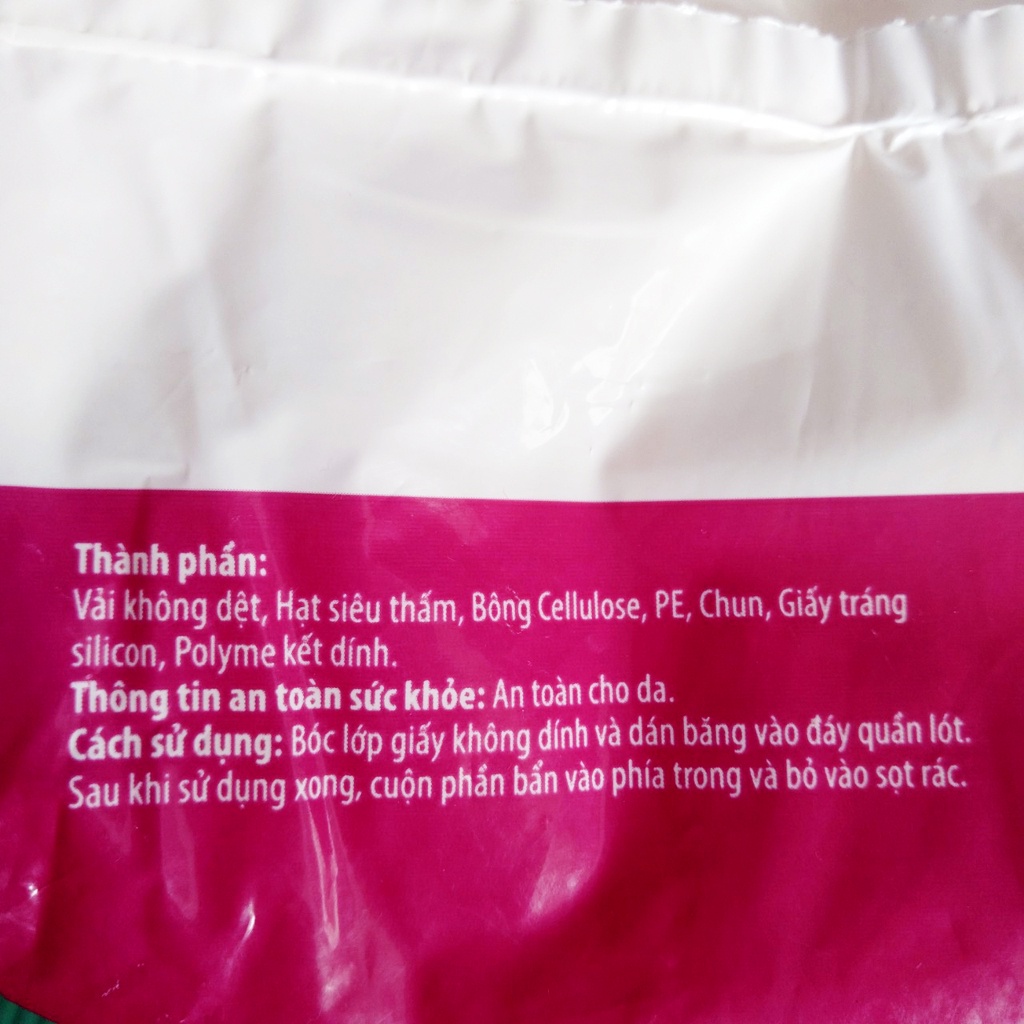 Thành phần:
Vải không dệt, Hạt siêu thấm, Bông Cellulose, PE, Chun, Giấy tráng
silicon, Polyme kết dính.
Thông tin an toàn sức khỏe: An toàn cho da.
Cách sử dụng: Bóc lớp giấy không dính và dán băng vào đáy quần lót.
Sau khi sử dụng xong, cuộn phần bẩn vào phía trong và bỏ vào sọt rác.